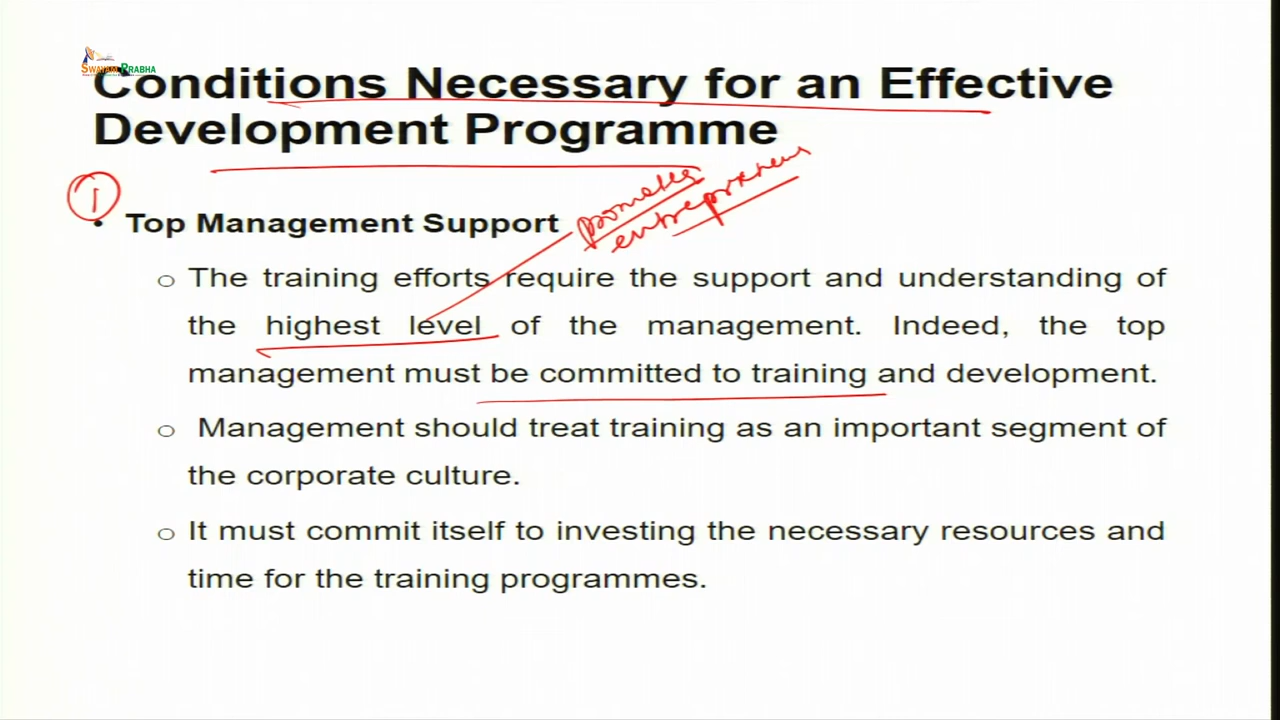 SWAYAM PRABHA
Conditions Necessary for an Effective
Development Programme
1
promoter
entrepreneur
• Top Management Support
o The training efforts require the support and understanding of
the highest level of the management. Indeed, the top
management must be committed to training and development.
o Management should treat training as an important segment of
the corporate culture.
o It must commit itself to investing the necessary resources and
time for the training programmes.